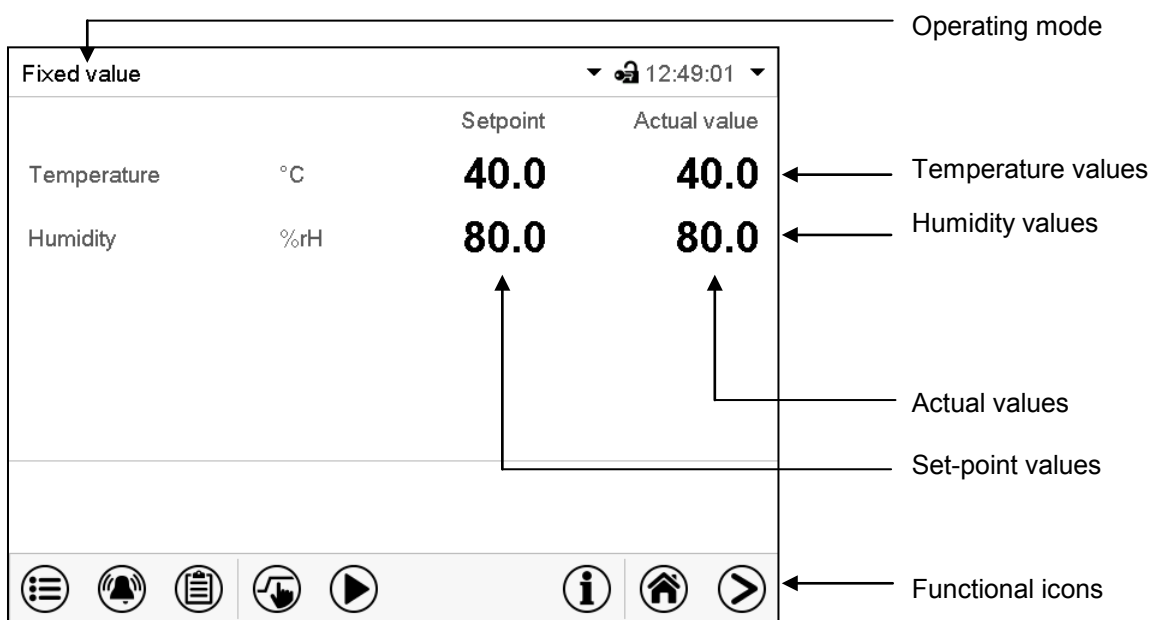 Operating mode
Fixed value 12:49:01
Setpoint Actual value
Temperature °C 40.0 40.0 Temperature values
Humidity %rH 80.0 80.0 Humidity values
Actual values
Set-point values
Functional icons